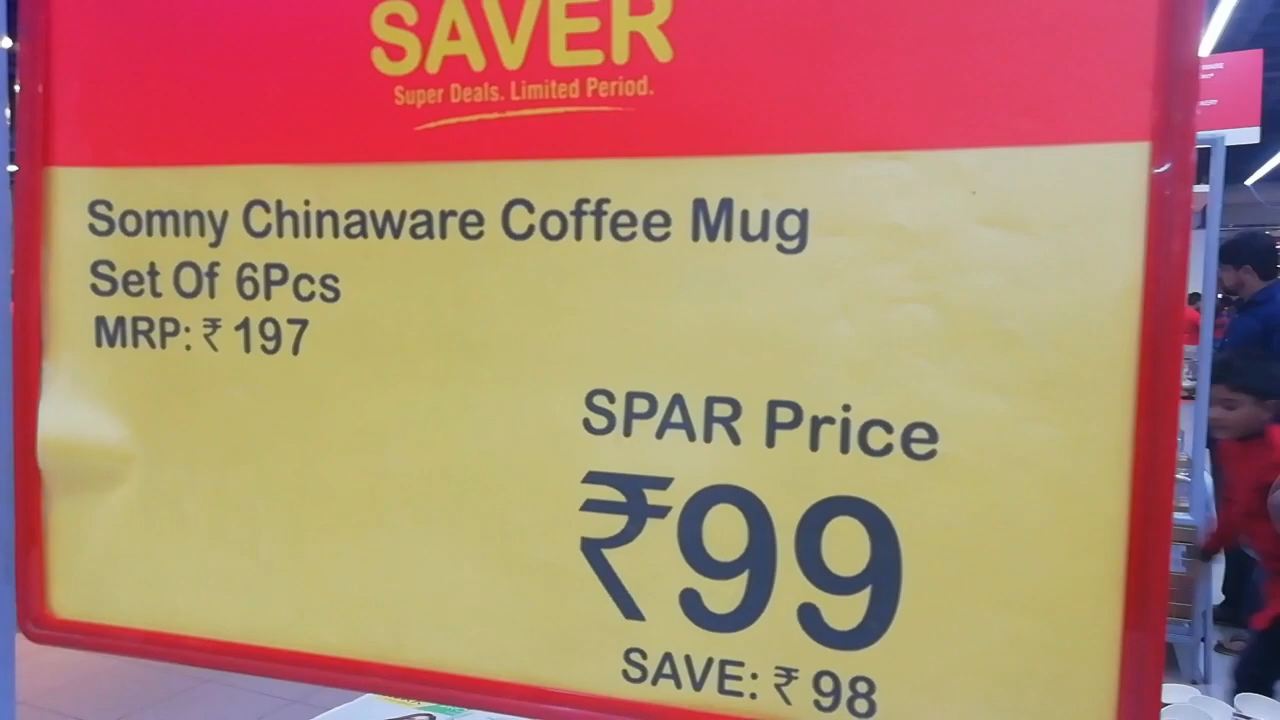 SAVER
Super Deals. Limited Period.
Somny Chinaware Coffee Mug
Set Of 6Pcs
MRP: ₹ 197
SPAR Price
₹99
SAVE: ₹ 98